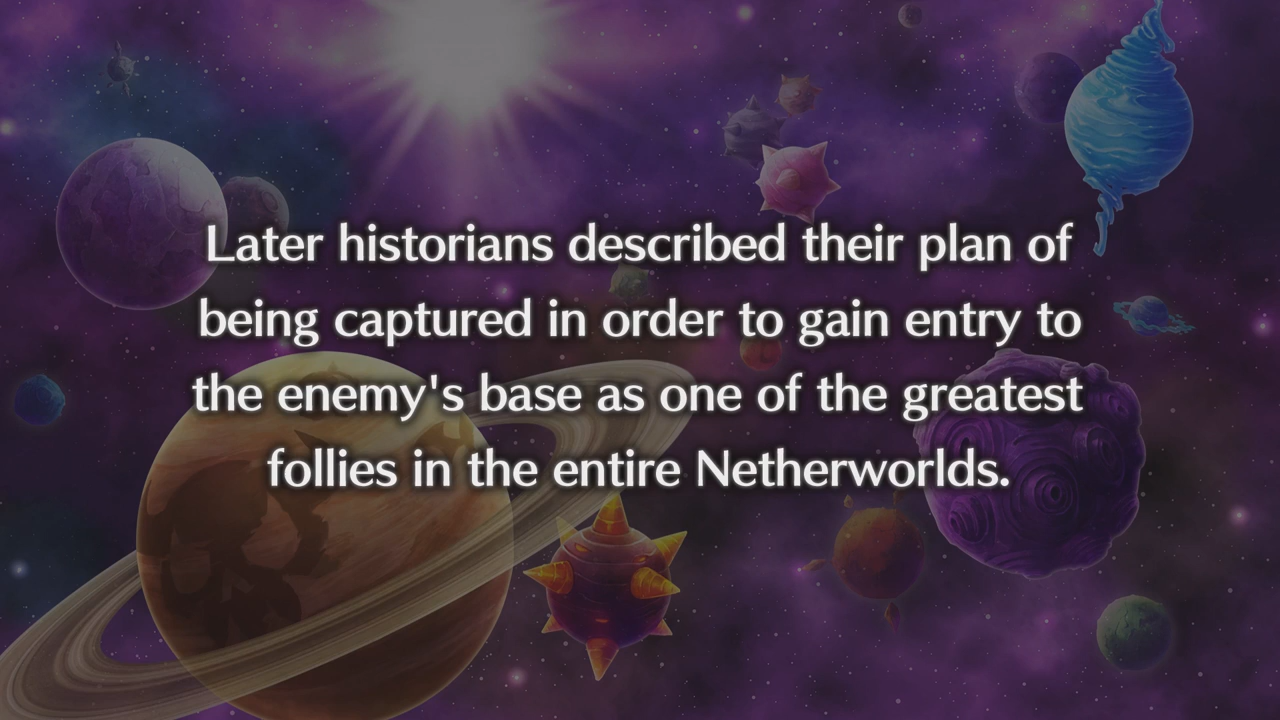 Later historians described their plan of
being captured in order to gain entry to
the enemy's base as one of the greatest
follies in the entire Netherworlds.